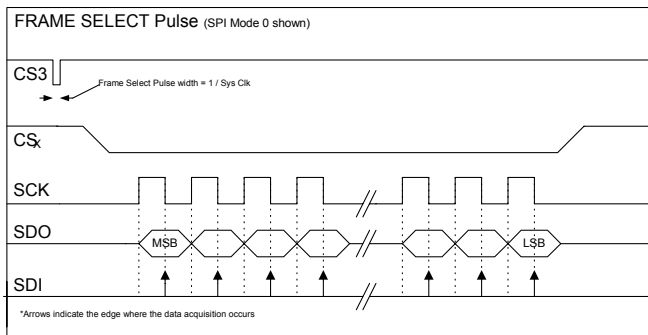 FRAME SELECT Pulse (SPI Mode 0 shown)
CS3
Frame Select Pulse width = 1 / Sys Clk
CSx
SCK
SDO
MSB
LSB
SDI
*Arrows indicate the edge where the data acquisition occurs